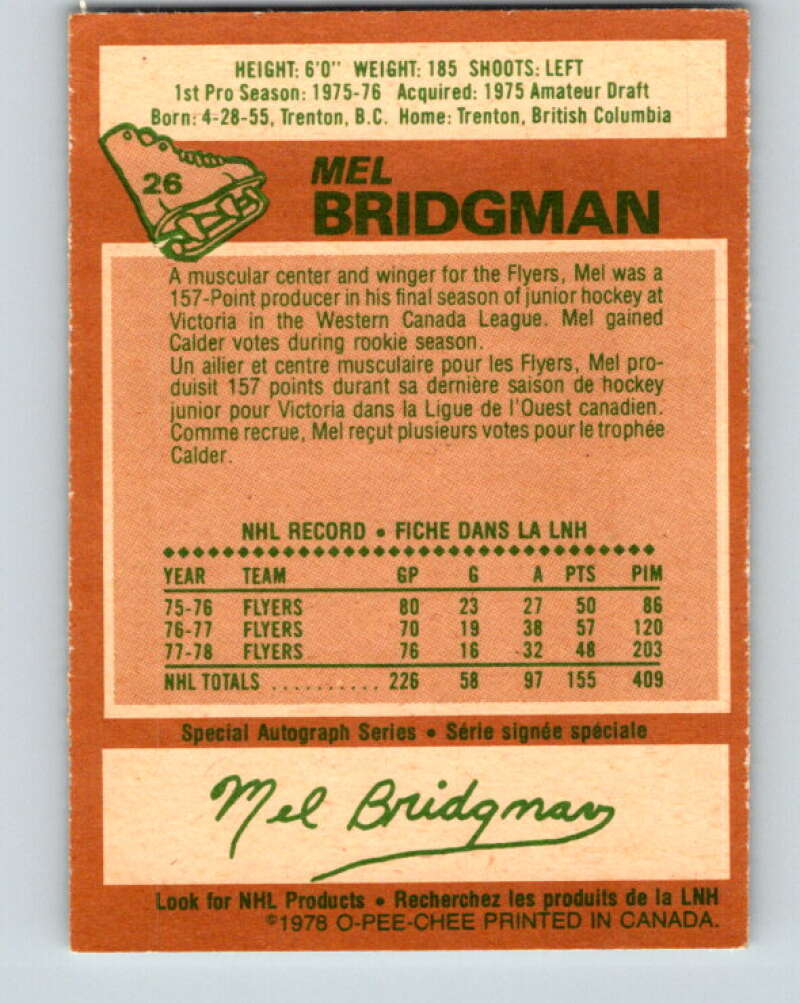 HEIGHT: 6'0" WEIGHT: 185 SHOOTS: LEFT
1st Pro Season: 1975-76 Acquired: 1975 Amateur Draft
Born: 4-28-55, Trenton, B.C. Home: Trenton, British Columbia
26
MEL
BRIDGMAN
A muscular center and winger for the Flyers, Mel was a
157-Point producer in his final season of junior hockey at
Victoria in the Western Canada League. Mel gained
Calder votes during rookie season.
Un ailier et centre musculaire pour les Flyers, Mel pro-
duisit 157 points durant sa dernière saison de hockey
junior pour Victoria dans la Ligue de l'Ouest canadien.
Comme recrue, Mel reçut plusieurs votes pour le trophée
Calder.
NHL RECORD • FICHE DANS LA LNH
YEAR TEAM GP G A PTS PIM
75-76 FLYERS 80 23 27 50 86
76-77 FLYERS 70 19 38 57 120
77-78 FLYERS 76 16 32 48 203
NHL TOTALS .......... 226 58 97 155 409
Special Autograph Series • Série signée spéciale
Mel Bridgman
Look for NHL Products • Recherchez les produits de la LNH
©1978 O-PEE-CHEE PRINTED IN CANADA.